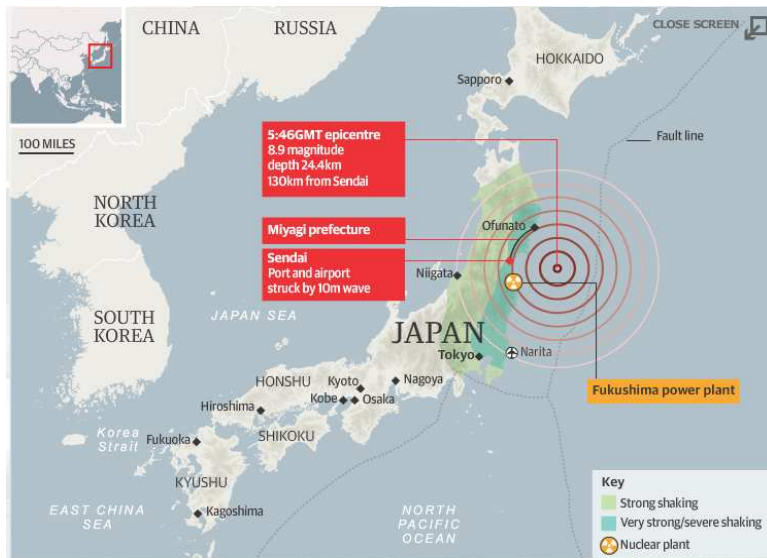 CHINA
RUSSIA
CLOSE SCREEN
HOKKAIDO
Sapporo
100 MILES
Fault line
5:46GMT epicentre
8.9 magnitude
depth 24.4km
130km from Sendai
NORTH
KOREA
Ofunato
Miyagi prefecture
Sendai
Port and airport
struck by 10m wave
Niigata
SOUTH
KOREA
JAPAN SEA
JAPAN
Tokyo
Narita
HONSHU
Kyoto
Nagoya
Fukushima power plant
Kobe
Osaka
Hiroshima
Korea
Strait
Fukuoka
SHIKOKU
KYUSHU
Key
Strong shaking
EAST CHINA
SEA
Kagoshima
NORTH
PACIFIC
OCEAN
Very strong/severe shaking
Nuclear plant